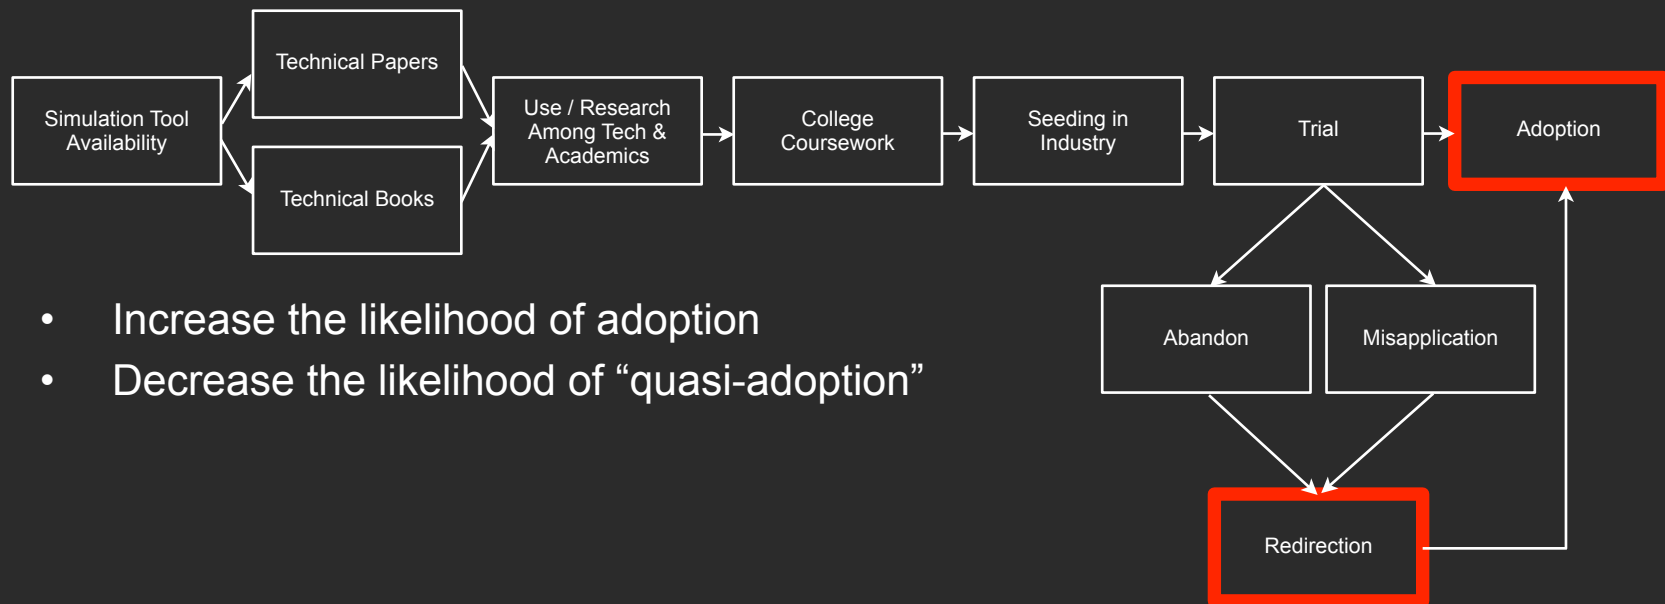 Technical Papers
Simulation Tool
Availability
Technical Books
Use / Research
Among Tech &
Academics
College
Coursework
Seeding in
Industry
Trial
Adoption
• Increase the likelihood of adoption
• Decrease the likelihood of “quasi-adoption”
Abandon
Misapplication
Redirection